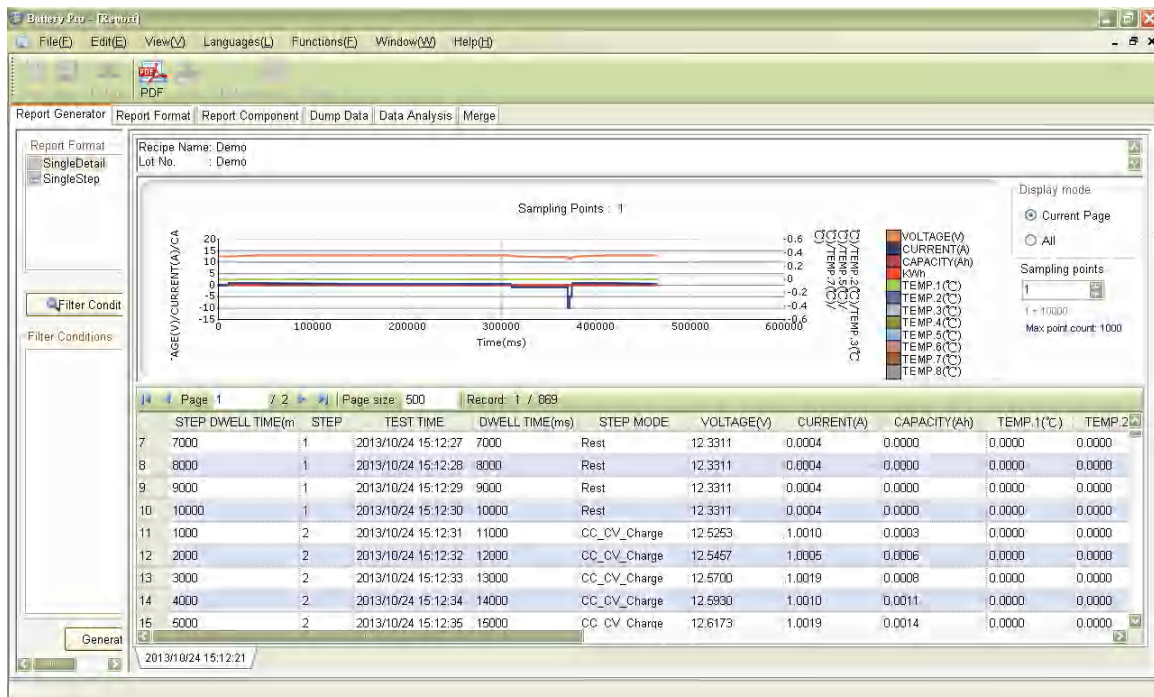 Battery Pro - [Report]
File(F) Edit(E) View(V) Languages(L) Functions(F) Window(W) Help(H)
PDF
Report Generator Report Format Report Component Dump Data Data Analysis Merge
Report Format
SingleDetail
SingleStep
Filter Condit
Filter Conditions
Generat
Recipe Name: Demo
Lot No. : Demo
Sampling Points : 1
AGE(V)/CURRENT(A)/CA
20
15
10
5
0
-5
-10
-15
0 100000 200000 300000 400000 500000 600000
Time(ms)
-0.6
-0.4
-0.2
-0
-0.2
-0.4
-0.6
℃)/TEMP.2(℃)/TEMP.3(℃
℃)/TEMP.5(℃)/
℃)/TEMP.7(℃)/
℃)
VOLTAGE(V)
CURRENT(A)
CAPACITY(Ah)
KWh
TEMP.1(℃)
TEMP.2(℃)
TEMP.3(℃)
TEMP.4(℃)
TEMP.5(℃)
TEMP.6(℃)
TEMP.7(℃)
TEMP.8(℃)
Display mode
Current Page
All
Sampling points
1
1 = 10000
Max point count: 1000
Page 1 / 2 Page size 500 Record: 1 / 869
STEP DWELL TIME(m STEP TEST TIME DWELL TIME(ms) STEP MODE VOLTAGE(V) CURRENT(A) CAPACITY(Ah) TEMP.1(℃) TEMP.2(
7 7000 1 2013/10/24 15:12:27 7000 Rest 12.3311 0.0004 0.0000 0.0000 0.0000
8 8000 1 2013/10/24 15:12:28 8000 Rest 12.3311 0.0004 0.0000 0.0000 0.0000
9 9000 1 2013/10/24 15:12:29 9000 Rest 12.3311 0.0004 0.0000 0.0000 0.0000
10 10000 1 2013/10/24 15:12:30 10000 Rest 12.3311 0.0004 0.0000 0.0000 0.0000
11 1000 2 2013/10/24 15:12:31 11000 CC_CV_Charge 12.5253 1.0010 0.0003 0.0000 0.0000
12 2000 2 2013/10/24 15:12:32 12000 CC_CV_Charge 12.5457 1.0005 0.0006 0.0000 0.0000
13 3000 2 2013/10/24 15:12:33 13000 CC_CV_Charge 12.5700 1.0019 0.0008 0.0000 0.0000
14 4000 2 2013/10/24 15:12:34 14000 CC_CV_Charge 12.5930 1.0010 0.0011 0.0000 0.0000
15 5000 2 2013/10/24 15:12:35 15000 CC_CV_Charge 12.6173 1.0019 0.0014 0.0000 0.0000
2013/10/24 15:12:21